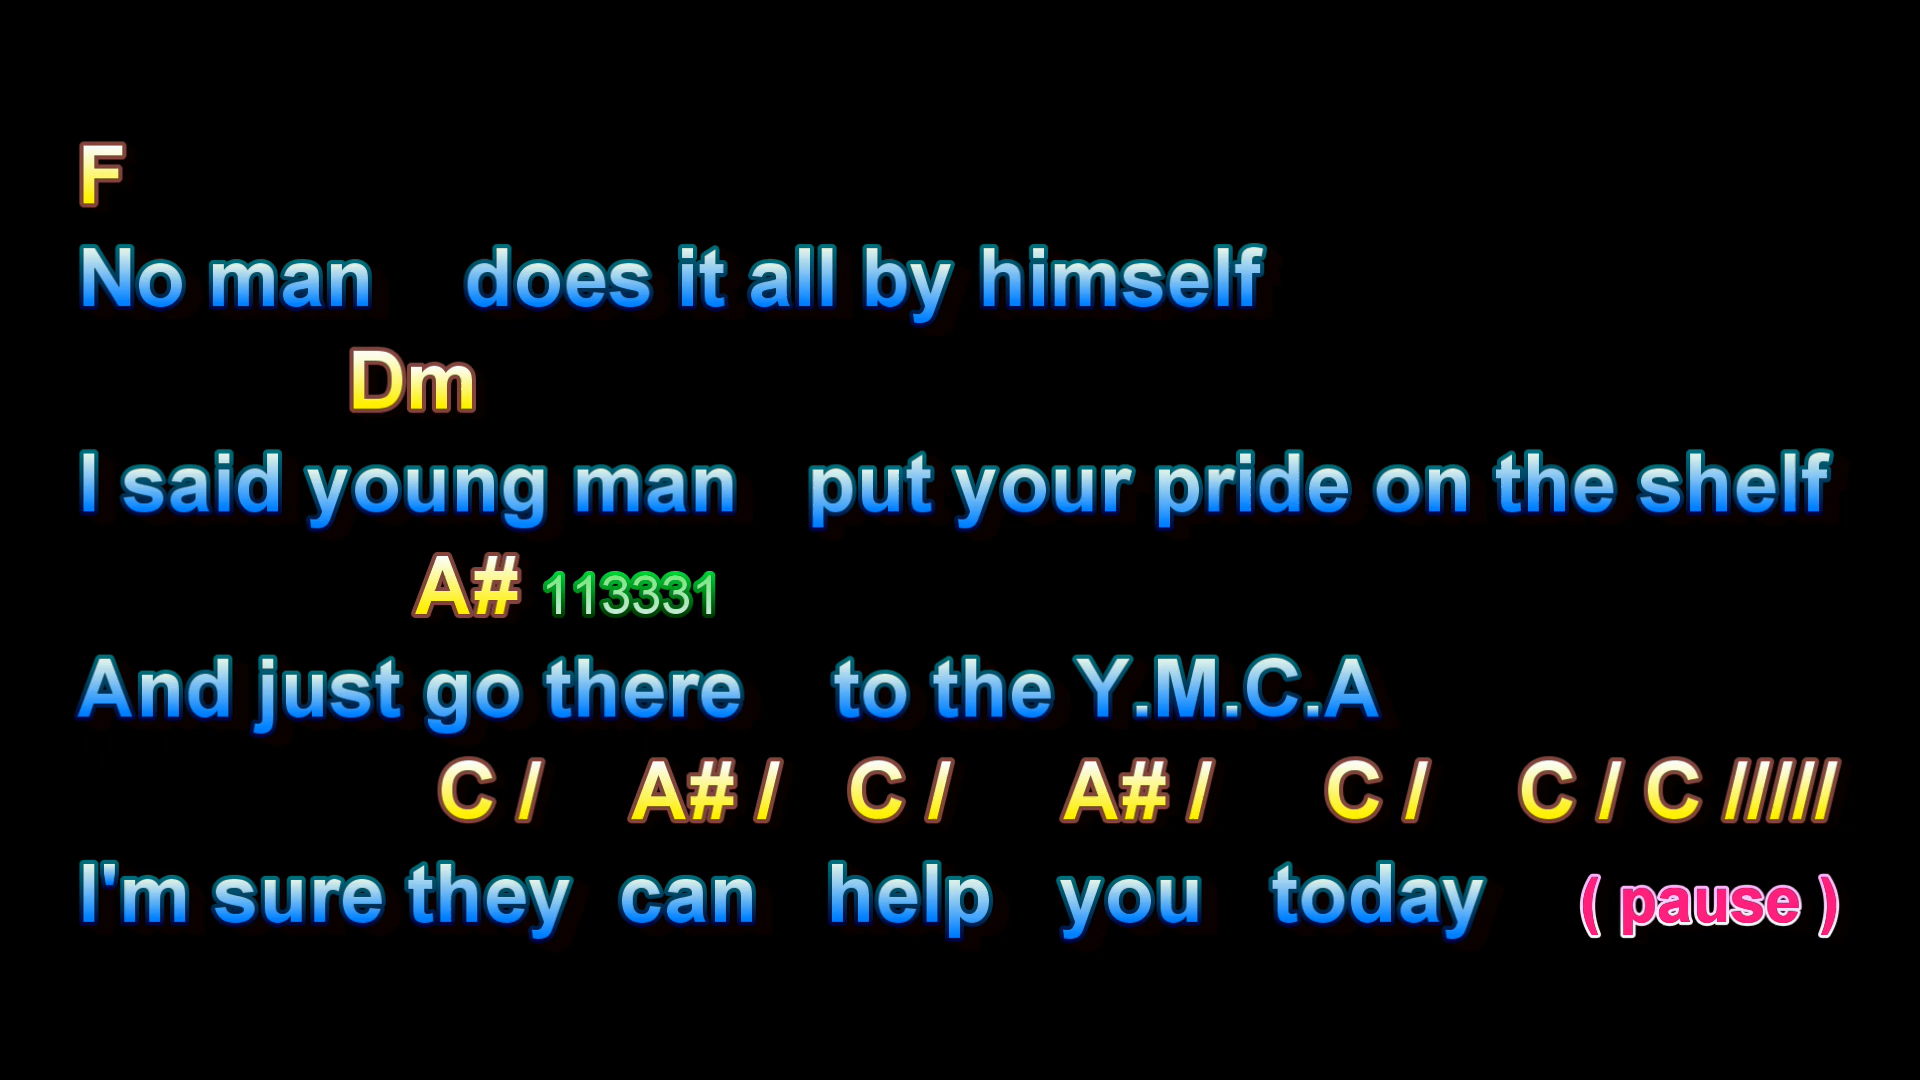 F
No man does it all by himself
Dm
I said young man put your pride on the shelf
A# 113331
And just go there to the Y.M.C.A
C / A# / C / A# / C / C / C /////
I'm sure they can help you today ( pause )